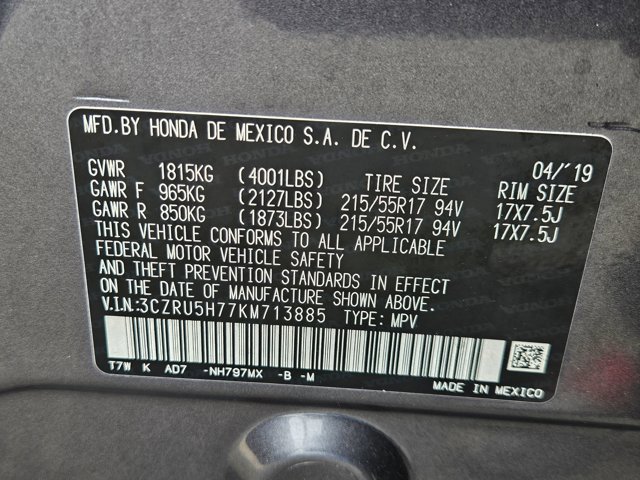 MFD.BY HONDA DE MEXICO S.A. DE C.V.
04/'19
GVWR 1815KG (4001LBS) TIRE SIZE RIM SIZE
GAWR F 965KG (2127LBS) 215/55R17 94V 17X7.5J
GAWR R 850KG (1873LBS) 215/55R17 94V 17X7.5J
THIS VEHICLE CONFORMS TO ALL APPLICABLE
FEDERAL MOTOR VEHICLE SAFETY
AND THEFT PREVENTION STANDARDS IN EFFECT
ON THE DATE OF MANUFACTURE SHOWN ABOVE.
V.I.N:3CZRU5H77KM713885 TYPE: MPV
T7W K AD7 -NH797MX -B -M
MADE IN MEXICO